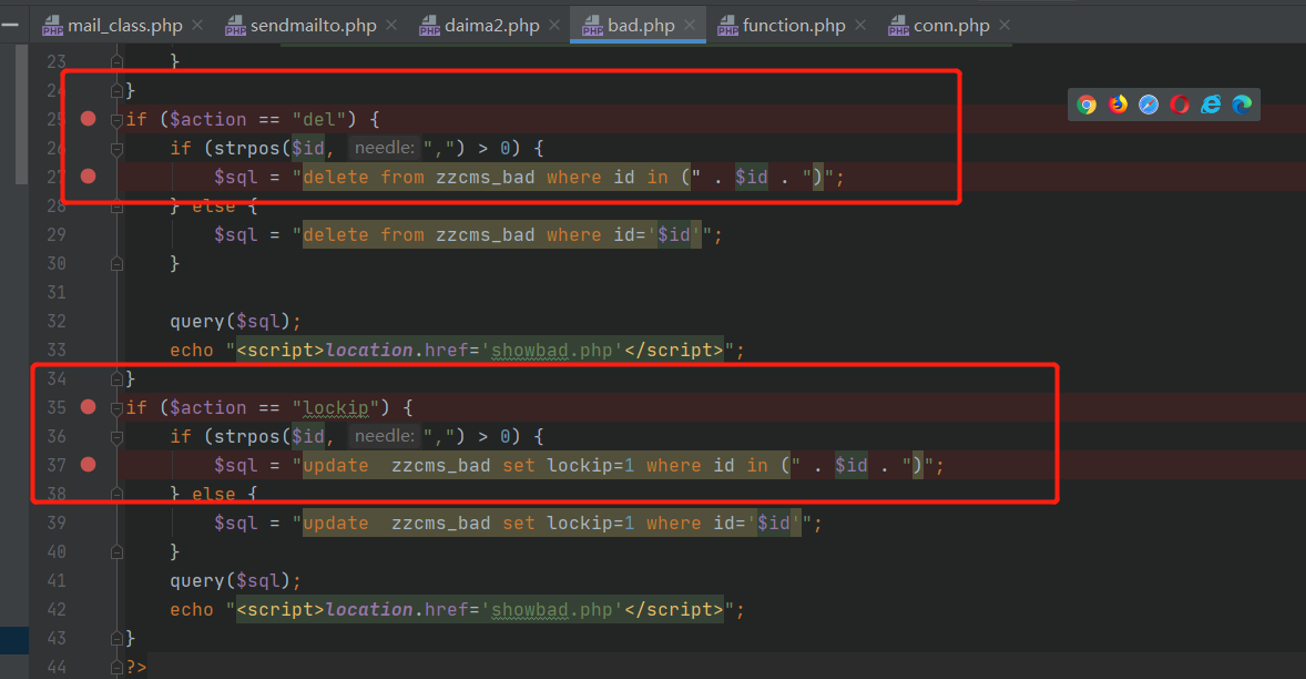 mail_class.php sendmailto.php daima2.php bad.php function.php conn.php
23 }
24 }
25 if ($action == "del") {
26 if (strpos($id, needle: ",") > 0) {
27 $sql = "delete from zzcms_bad where id in (" . $id . ")";
28 } else {
29 $sql = "delete from zzcms_bad where id='$id'";
30 }
31
32 query($sql);
33 echo "<script>location.href='showbad.php'</script>";
34 }
35 if ($action == "lockip") {
36 if (strpos($id, needle: ",") > 0) {
37 $sql = "update  zzcms_bad set lockip=1 where id in (" . $id . ")";
38 } else {
39 $sql = "update  zzcms_bad set lockip=1 where id='$id'";
40 }
41 query($sql);
42 echo "<script>location.href='showbad.php'</script>";
43 }
44 ?>